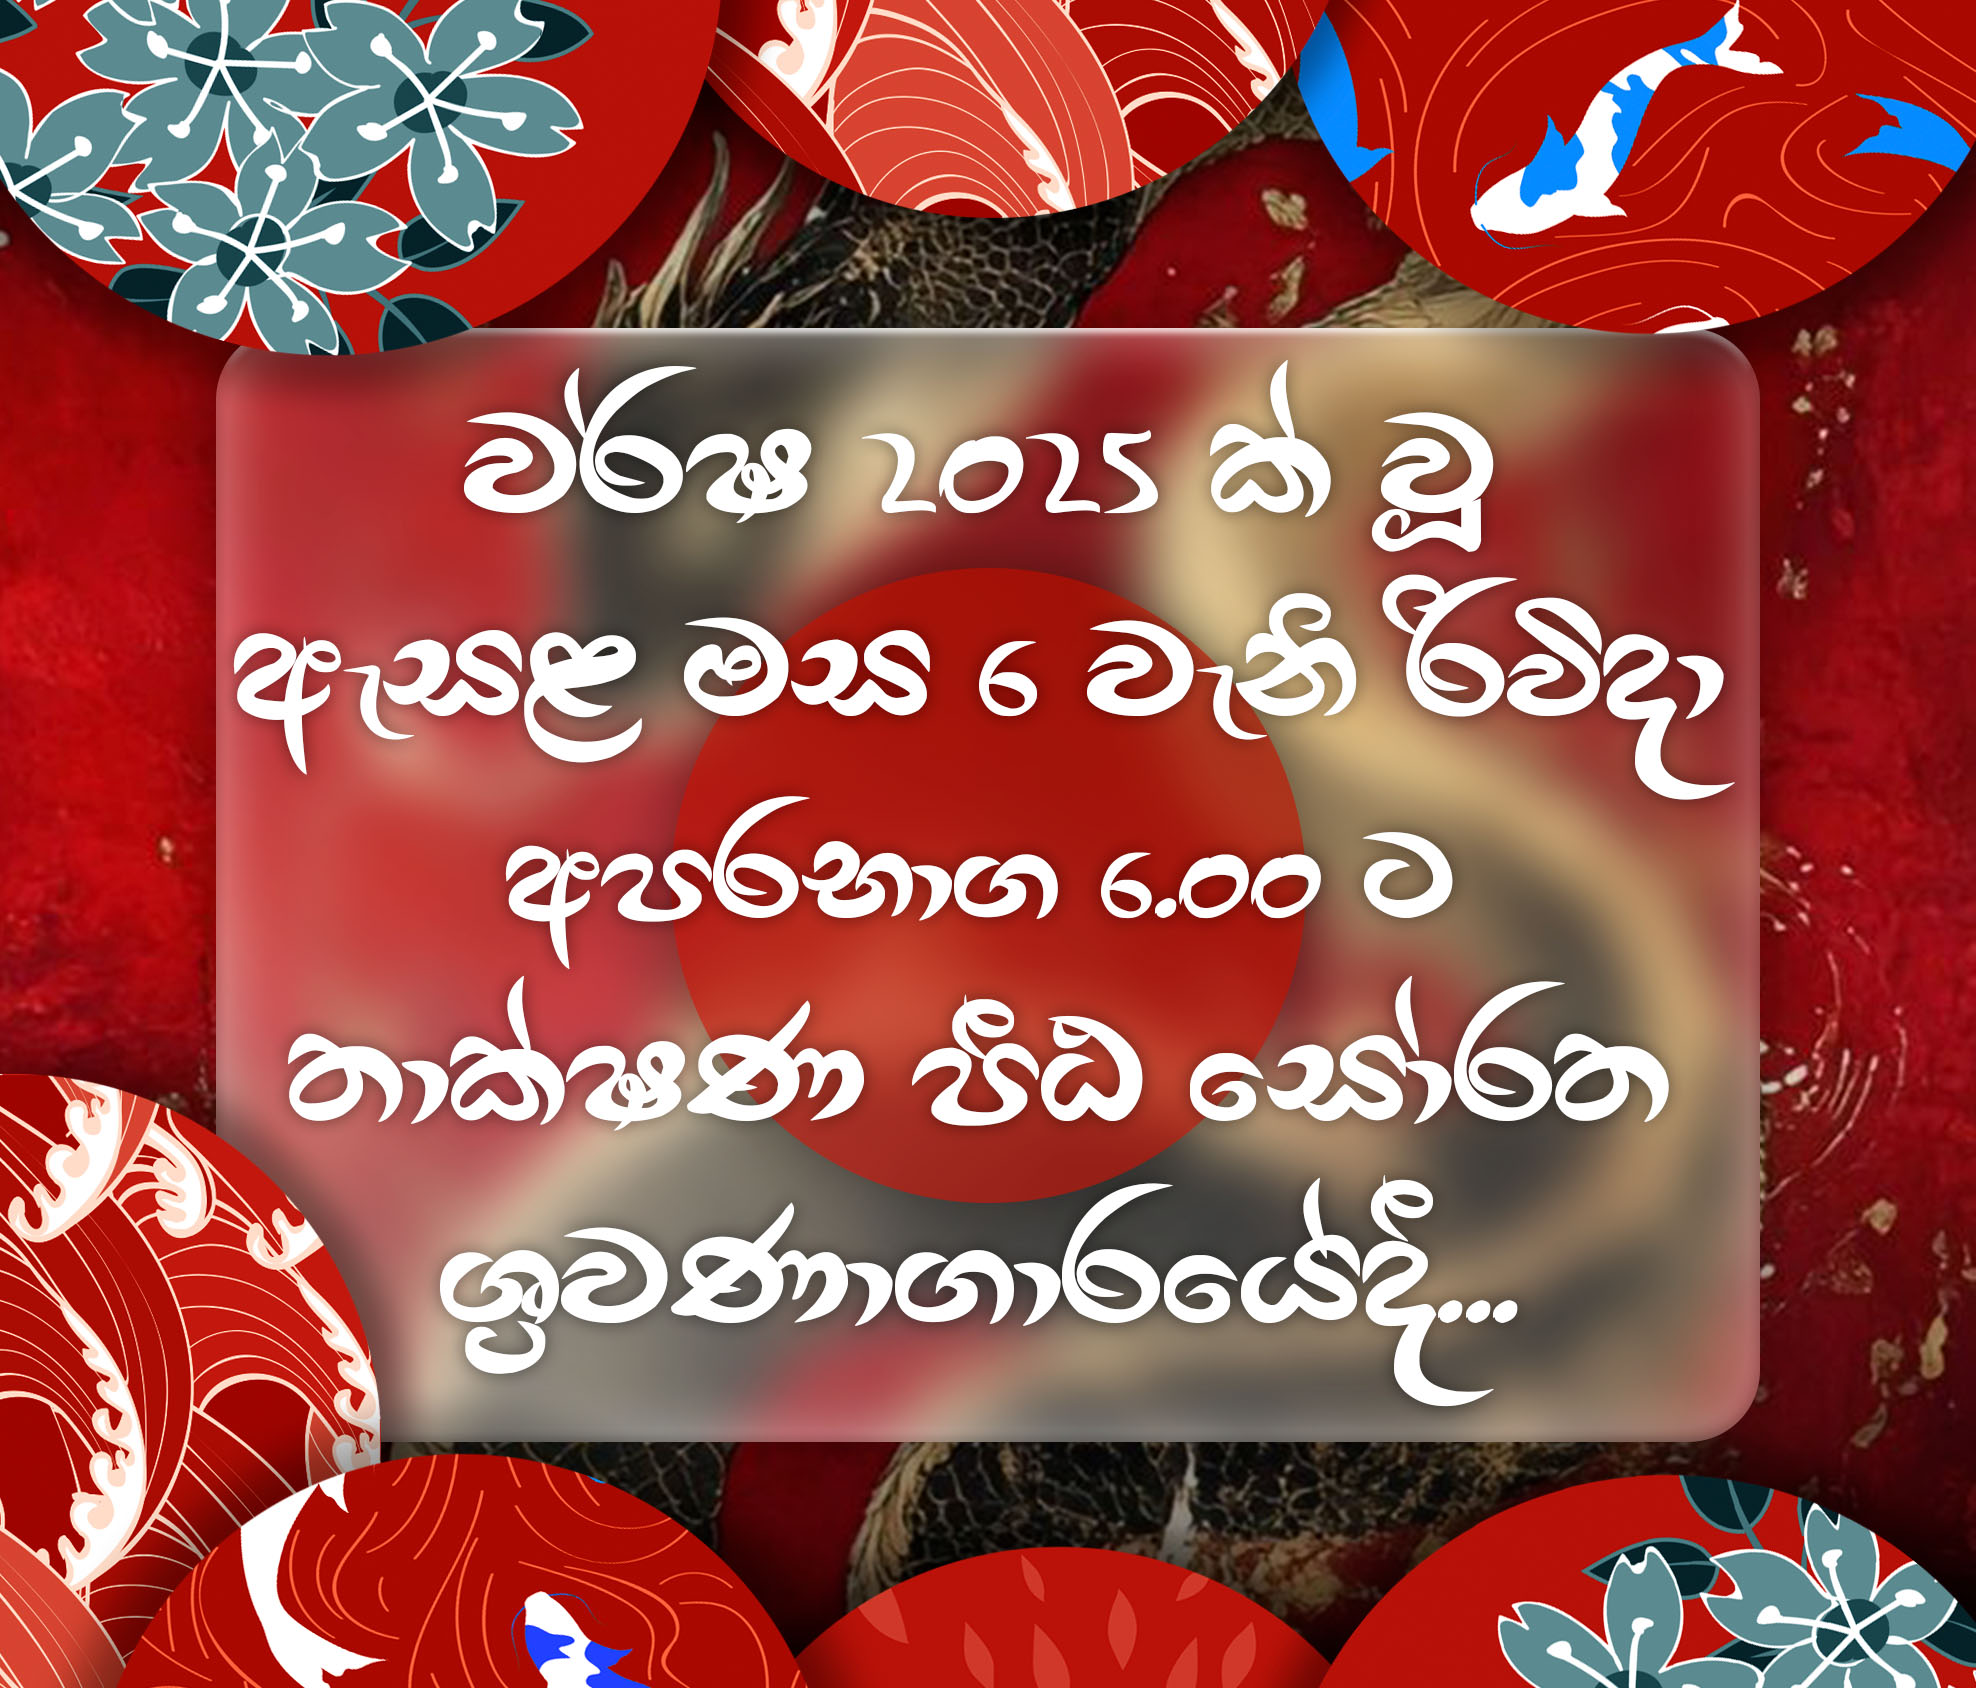 වර්ෂ 2025 ක් වූ
ඇසළ මස 6 වැනි රිවිදා
අපරභාග 6.00 ට
තාක්ෂණ පීඨ සෝරත
ශ්‍රවණාගාරයේදී...